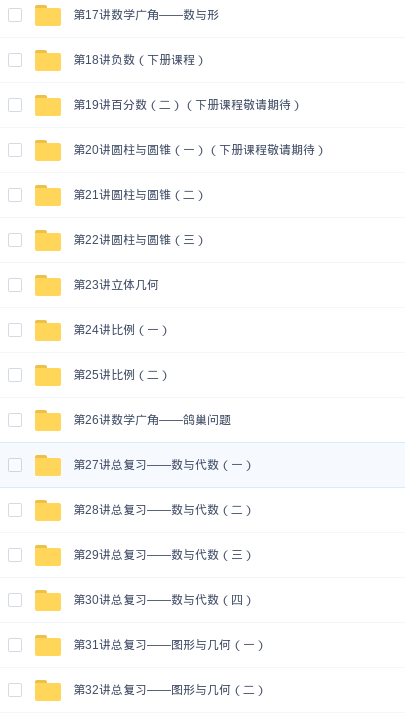 第17讲数学广角——数与形
第18讲负数（下册课程）
第19讲百分数（二）（下册课程敬请期待）
第20讲圆柱与圆锥（一）（下册课程敬请期待）
第21讲圆柱与圆锥（二）
第22讲圆柱与圆锥（三）
第23讲立体几何
第24讲比例（一）
第25讲比例（二）
第26讲数学广角——鸽巢问题
第27讲总复习——数与代数（一）
第28讲总复习——数与代数（二）
第29讲总复习——数与代数（三）
第30讲总复习——数与代数（四）
第31讲总复习——图形与几何（一）
第32讲总复习——图形与几何（二）